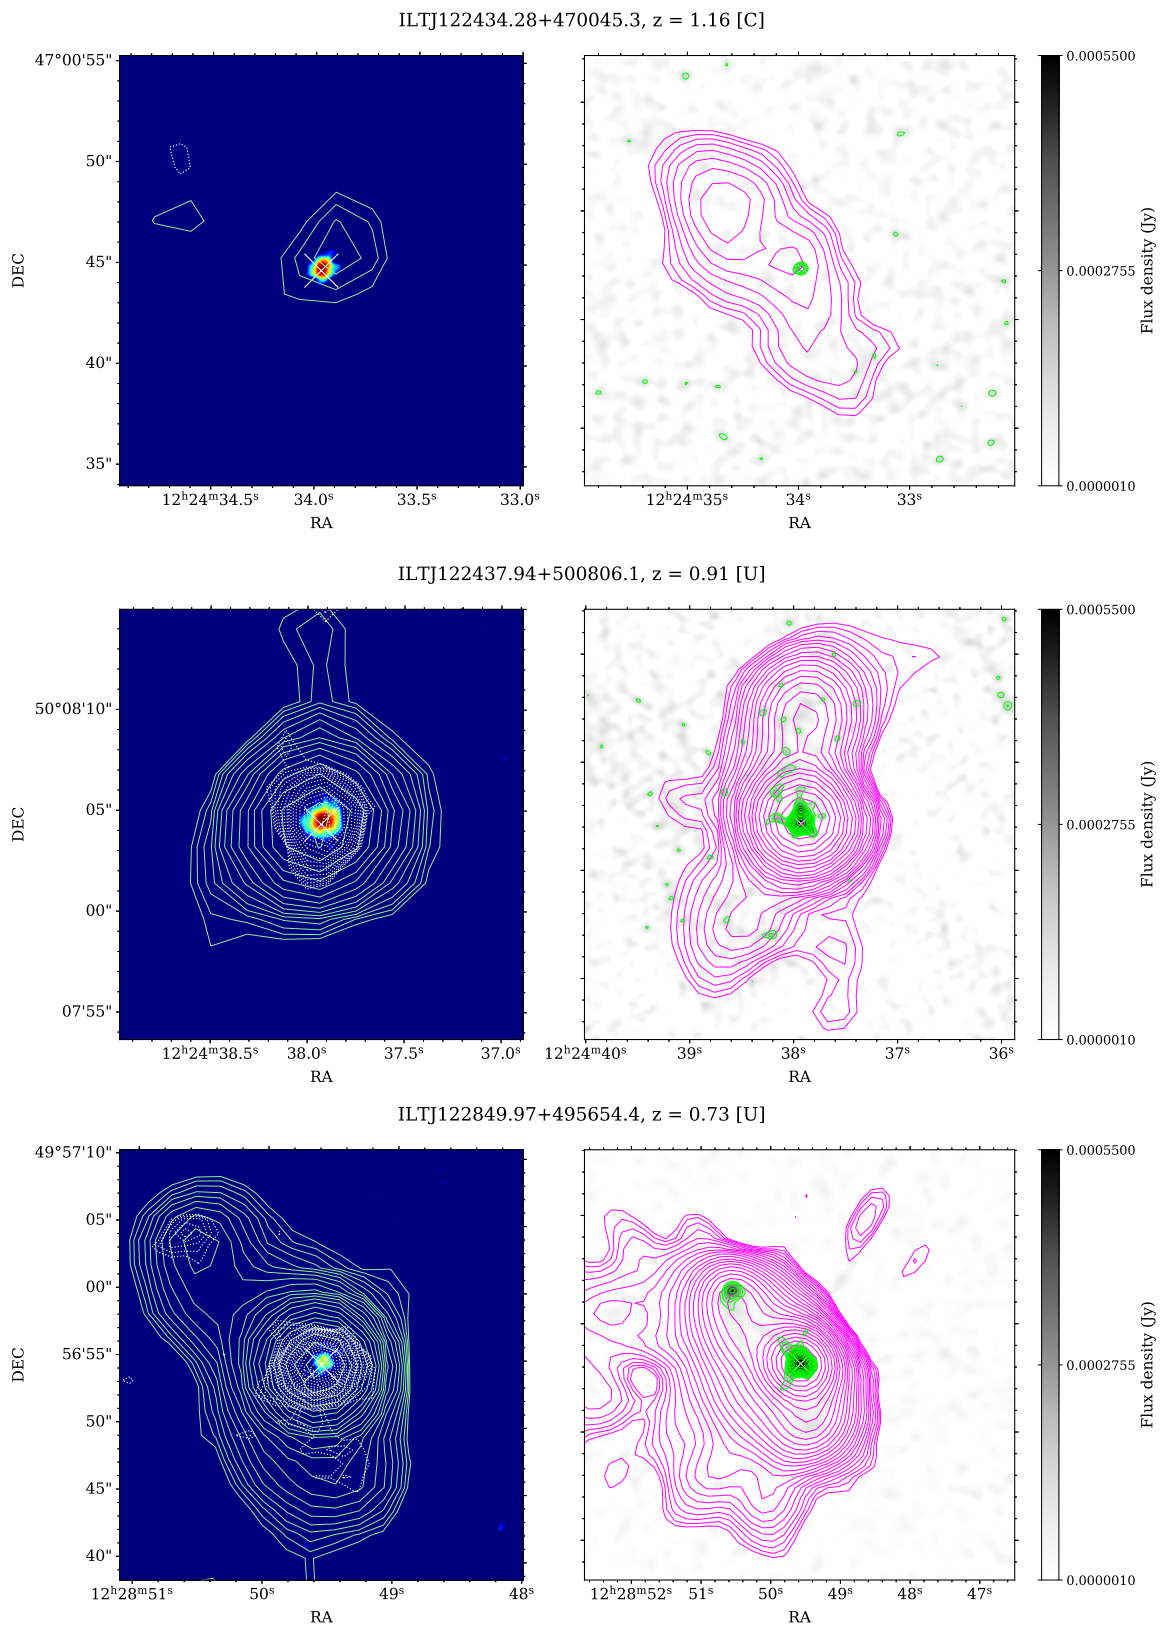 ILTJ122434.28+470045.3, z = 1.16 [C]
47°00'55"
50"
45"
40"
35"
DEC
12ʰ24ᵐ34.5ˢ 34.0ˢ 33.5ˢ 33.0ˢ
RA
12ʰ24ᵐ35ˢ 34ˢ 33ˢ
RA
0.0005500
0.0002755
0.0000010
Flux density (Jy)
ILTJ122437.94+500806.1, z = 0.91 [U]
50°08'10"
05"
00"
07'55"
DEC
12ʰ24ᵐ38.5ˢ 38.0ˢ 37.5ˢ 37.0ˢ
RA
12ʰ24ᵐ40ˢ 39ˢ 38ˢ 37ˢ 36ˢ
RA
0.0005500
0.0002755
0.0000010
Flux density (Jy)
ILTJ122849.97+495654.4, z = 0.73 [U]
49°57'10"
05"
00"
56'55"
50"
45"
40"
DEC
12ʰ28ᵐ51ˢ 50ˢ 49ˢ 48ˢ
RA
12ʰ28ᵐ52ˢ 51ˢ 50ˢ 49ˢ 48ˢ 47ˢ
RA
0.0005500
0.0002755
0.0000010
Flux density (Jy)